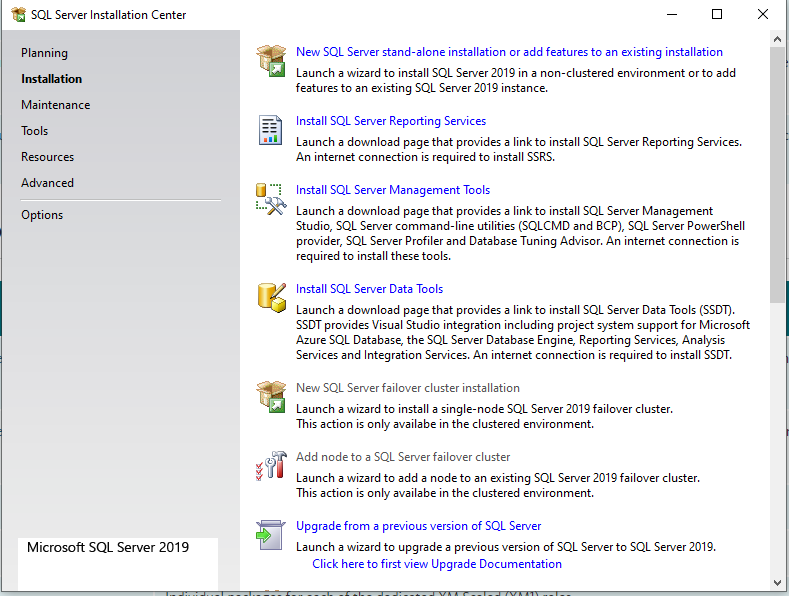 SQL Server Installation Center
Planning
Installation
Maintenance
Tools
Resources
Advanced
Options
Microsoft SQL Server 2019
New SQL Server stand-alone installation or add features to an existing installation
Launch a wizard to install SQL Server 2019 in a non-clustered environment or to add
features to an existing SQL Server 2019 instance.
Install SQL Server Reporting Services
Launch a download page that provides a link to install SQL Server Reporting Services.
An internet connection is required to install SSRS.
Install SQL Server Management Tools
Launch a download page that provides a link to install SQL Server Management
Studio, SQL Server command-line utilities (SQLCMD and BCP), SQL Server PowerShell
provider, SQL Server Profiler and Database Tuning Advisor. An internet connection is
required to install these tools.
Install SQL Server Data Tools
Launch a download page that provides a link to install SQL Server Data Tools (SSDT).
SSDT provides Visual Studio integration including project system support for Microsoft
Azure SQL Database, the SQL Server Database Engine, Reporting Services, Analysis
Services and Integration Services. An internet connection is required to install SSDT.
New SQL Server failover cluster installation
Launch a wizard to install a single-node SQL Server 2019 failover cluster.
This action is only availabe in the clustered environment.
Add node to a SQL Server failover cluster
Launch a wizard to add a node to an existing SQL Server 2019 failover cluster.
This action is only availabe in the clustered environment.
Upgrade from a previous version of SQL Server
Launch a wizard to upgrade a previous version of SQL Server to SQL Server 2019.
Click here to first view Upgrade Documentation